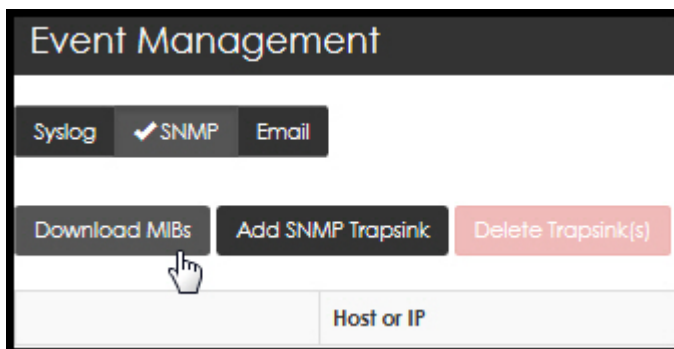 Event Management
Syslog ✔SNMP Email
Download MIBs Add SNMP Trapsink Delete Trapsink(s)
Host or IP